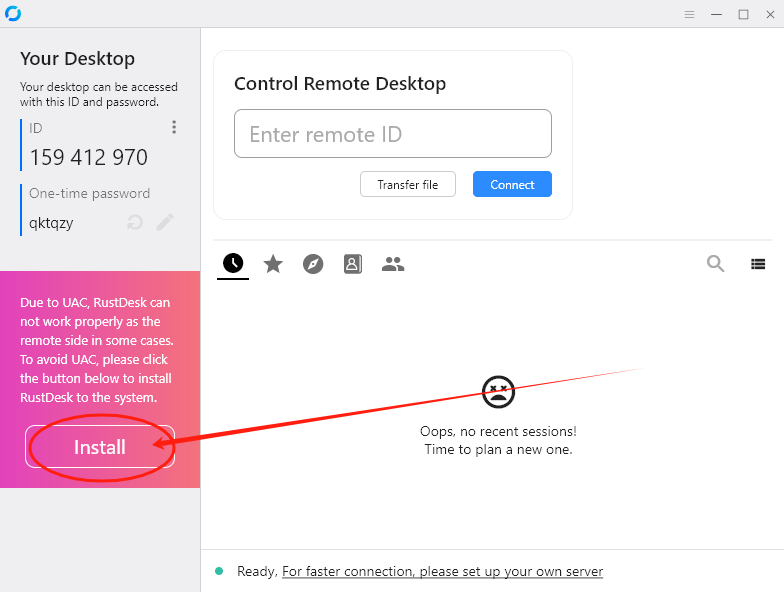 Your Desktop
Your desktop can be accessed
with this ID and password.
ID
159 412 970
One-time password
qktqzy
Due to UAC, RustDesk can
not work properly as the
remote side in some cases.
To avoid UAC, please click
the button below to install
RustDesk to the system.
Install
Control Remote Desktop
Enter remote ID
Transfer file
Connect
Oops, no recent sessions!
Time to plan a new one.
Ready, For faster connection, please set up your own server